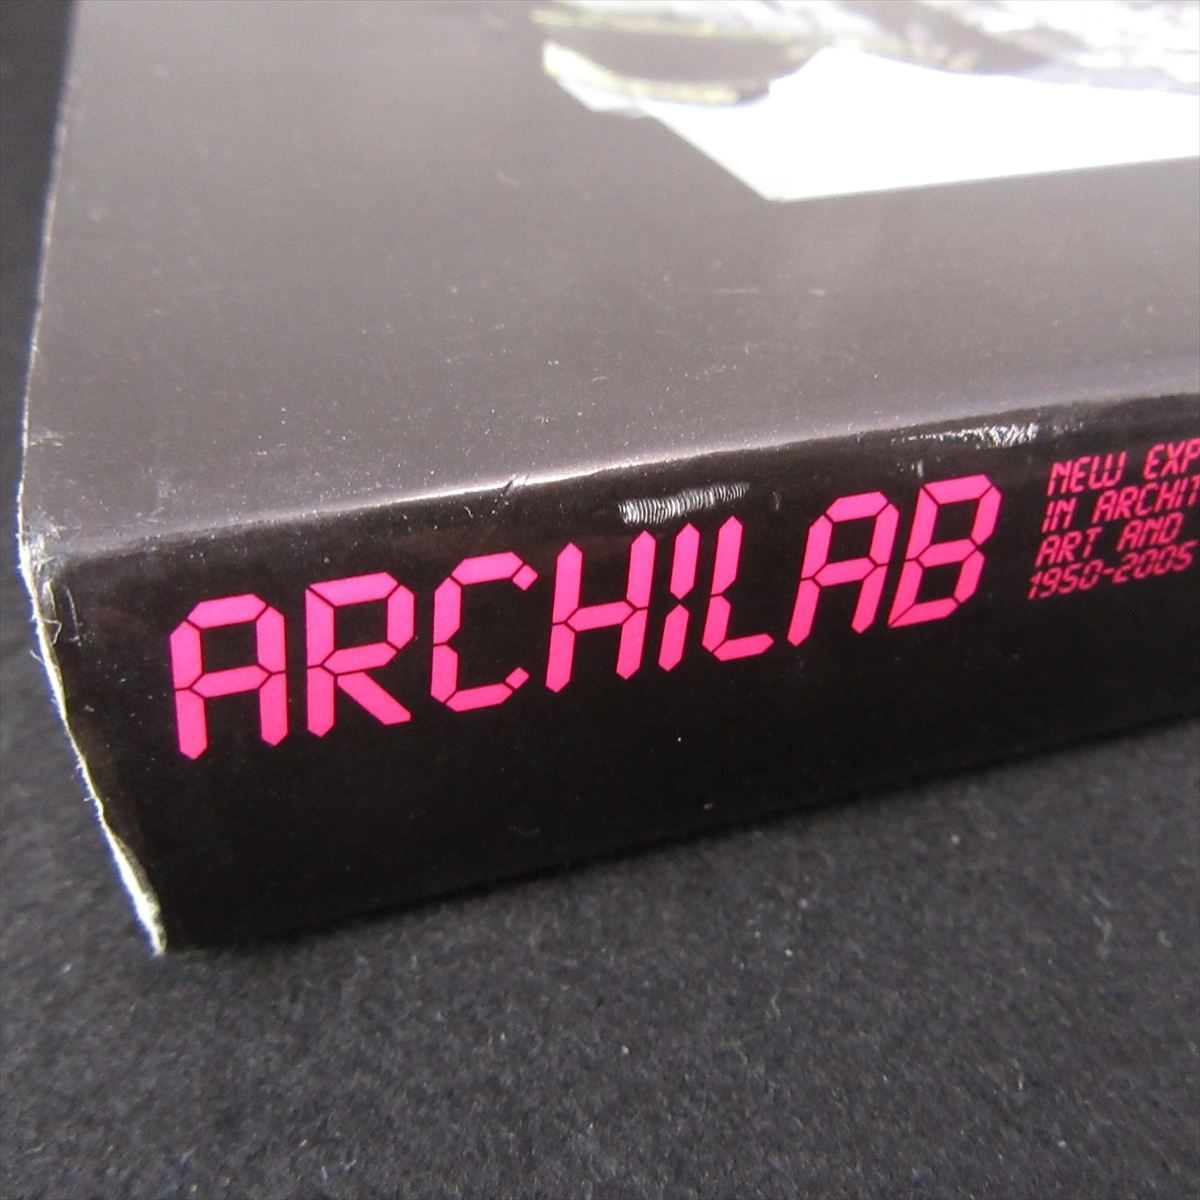 ARCHILAB
NEW EXP
IN ARCHIT
ART AND
1950-2005